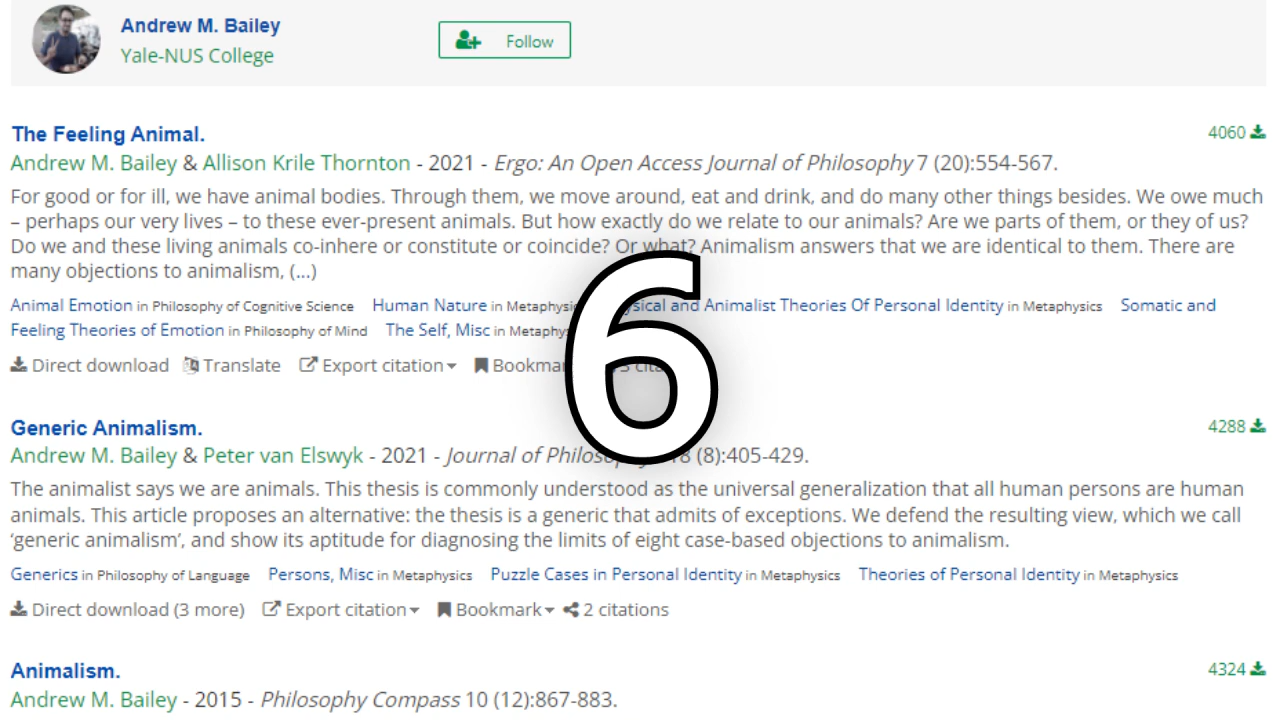 Andrew M. Bailey
Yale-NUS College
Follow
The Feeling Animal.
4060
Andrew M. Bailey & Allison Krile Thornton - 2021 - Ergo: An Open Access Journal of Philosophy 7 (20):554-567.
For good or for ill, we have animal bodies. Through them, we move around, eat and drink, and do many other things besides. We owe much
– perhaps our very lives – to these ever-present animals. But how exactly do we relate to our animals? Are we parts of them, or they of us?
Do we and these living animals co-inhere or constitute or coincide? Or what? Animalism answers that we are identical to them. There are
many objections to animalism, (...)
Animal Emotion in Philosophy of Cognitive Science Human Nature in Metaphysi ysical and Animalist Theories Of Personal Identity in Metaphysics Somatic and
Feeling Theories of Emotion in Philosophy of Mind The Self, Misc in Metaphys
Direct download Translate Export citation Bookmar 3 cita
6
Generic Animalism.
4288
Andrew M. Bailey & Peter van Elswyk - 2021 - Journal of Philosophy 8 (8):405-429.
The animalist says we are animals. This thesis is commonly understood as the universal generalization that all human persons are human
animals. This article proposes an alternative: the thesis is a generic that admits of exceptions. We defend the resulting view, which we call
‘generic animalism’, and show its aptitude for diagnosing the limits of eight case-based objections to animalism.
Generics in Philosophy of Language Persons, Misc in Metaphysics Puzzle Cases in Personal Identity in Metaphysics Theories of Personal Identity in Metaphysics
Direct download (3 more) Export citation Bookmark 2 citations
Animalism.
4324
Andrew M. Bailey - 2015 - Philosophy Compass 10 (12):867-883.